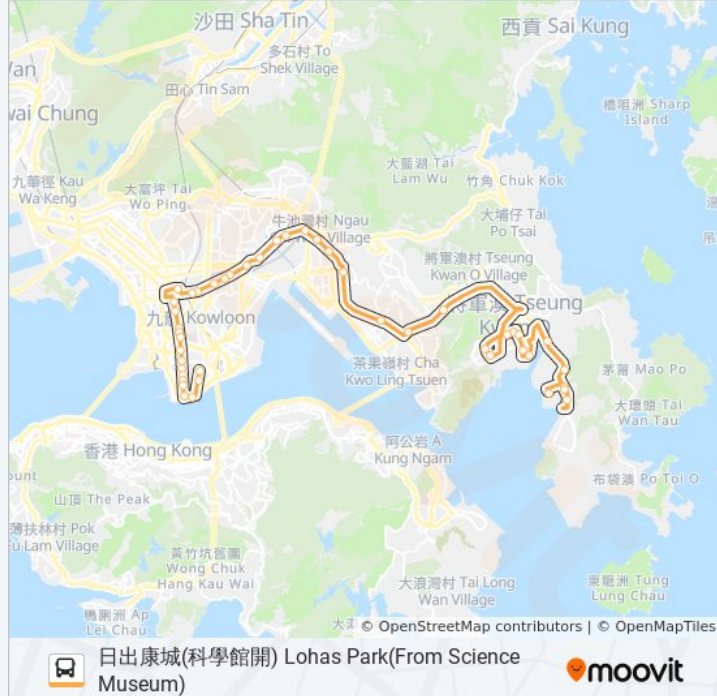 沙田 Sha Tin
西貢 Sai Kung
多石村 To
Shek Village
田心 Tin Sam
橋咀洲 Sharp
Island
大藍湖 Tai
Lam Wu
竹角 Chuk Kok
九華徑 Kau
Wa Keng
大窩坪 Tai
Wo Ping
大埔仔 Tai
Po Tsai
牛池灣村 Ngau
Village
將軍澳村 Tseung
Kwan O Village
Tseung
Kowloon
茶果嶺村 Cha
Kwo Ling Tsuen
茅莆 Mao Po
大環頭 Tai
Wan Tau
香港 Hong Kong
阿公岩 A
Kung Ngam
山頂 The Peak
布袋澳 Po Toi O
薄扶林村 Pok
Fu Lam Village
黃竹坑舊圍
Wong Chuk
Hang Kau Wai
大浪灣村 Tai Long
Wan Village
東龍洲 Tung
Lung Chau
鴨脷洲 Ap
Lei Chau
© OpenStreetMap contributors | © OpenMapTiles
日出康城(科學館開) Lohas Park(From Science
Museum)
moovit